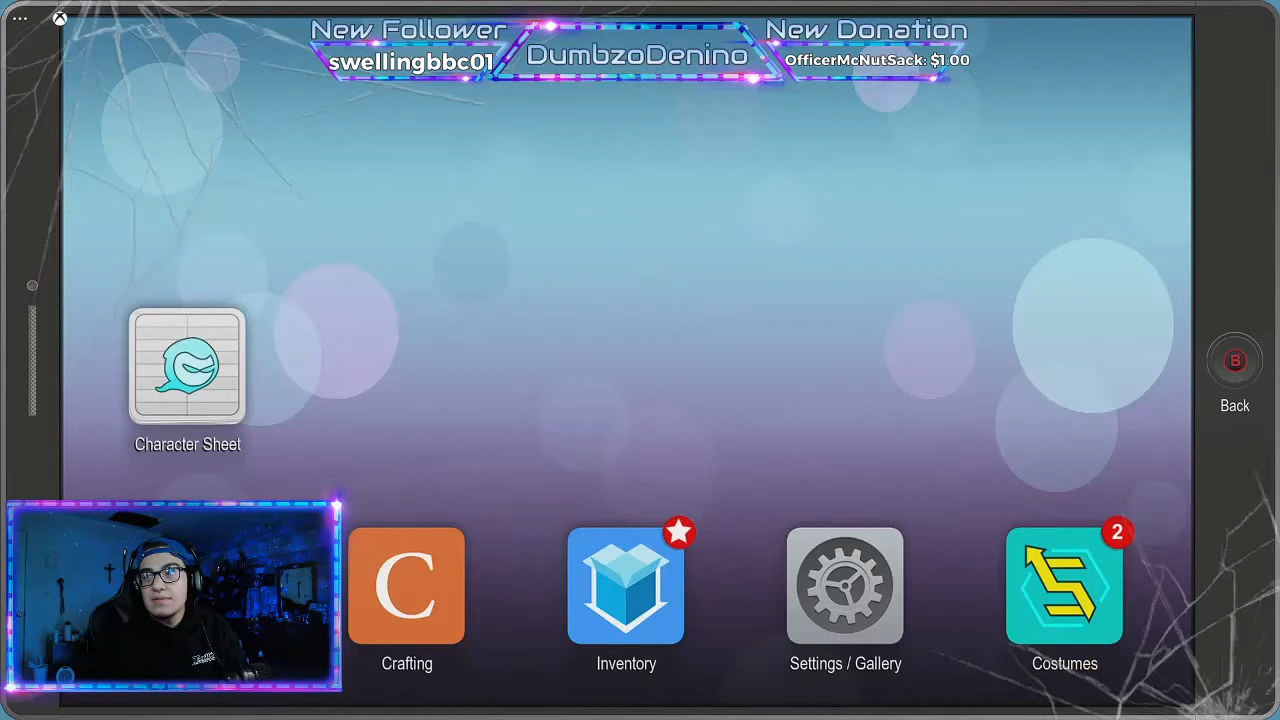 New Follower
swellingbbc01
DumbzoDenino
New Donation
OfficerMcNutSack: $1.00
B
Back
Character Sheet
C
Crafting
Inventory
Settings / Gallery
2
Costumes